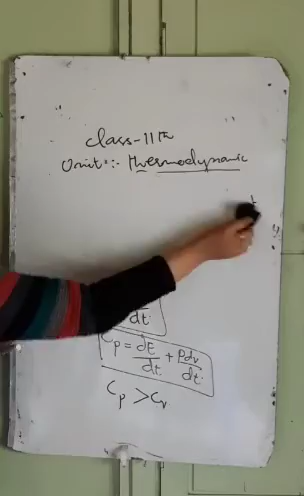 class-11th
Unit:- thermodynamic
dt
Cp = dE/dt + Pdv/dt
Cp > Cv